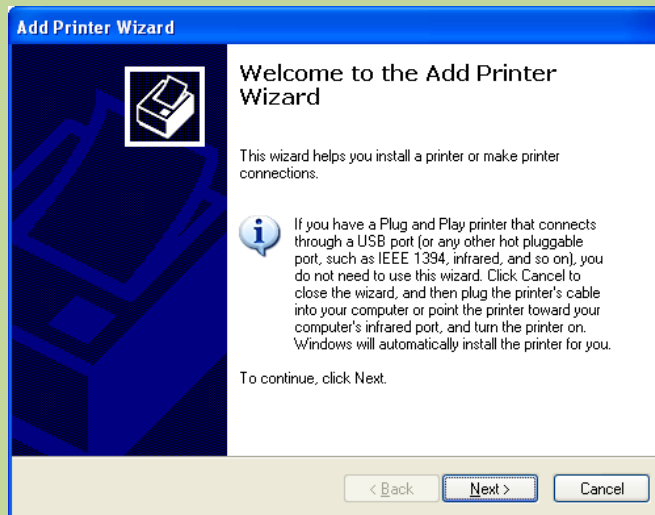 Add Printer Wizard
Welcome to the Add Printer
Wizard
This wizard helps you install a printer or make printer
connections.
If you have a Plug and Play printer that connects
through a USB port (or any other hot pluggable
port, such as IEEE 1394, infrared, and so on), you
do not need to use this wizard. Click Cancel to
close the wizard, and then plug the printer's cable
into your computer or point the printer toward your
computer's infrared port, and turn the printer on.
Windows will automatically install the printer for you.
To continue, click Next.
< Back Next > Cancel